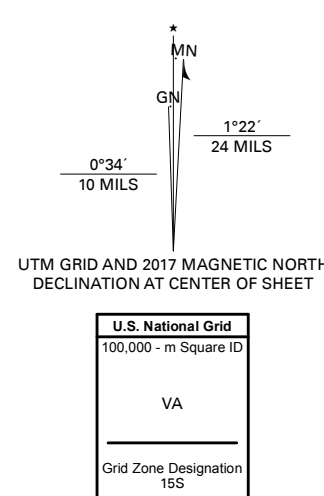 ★
MN
GN
1°22´
24 MILS
0°34´
10 MILS
UTM GRID AND 2017 MAGNETIC NORTH
DECLINATION AT CENTER OF SHEET
U.S. National Grid
100,000 - m Square ID
VA
Grid Zone Designation
15S